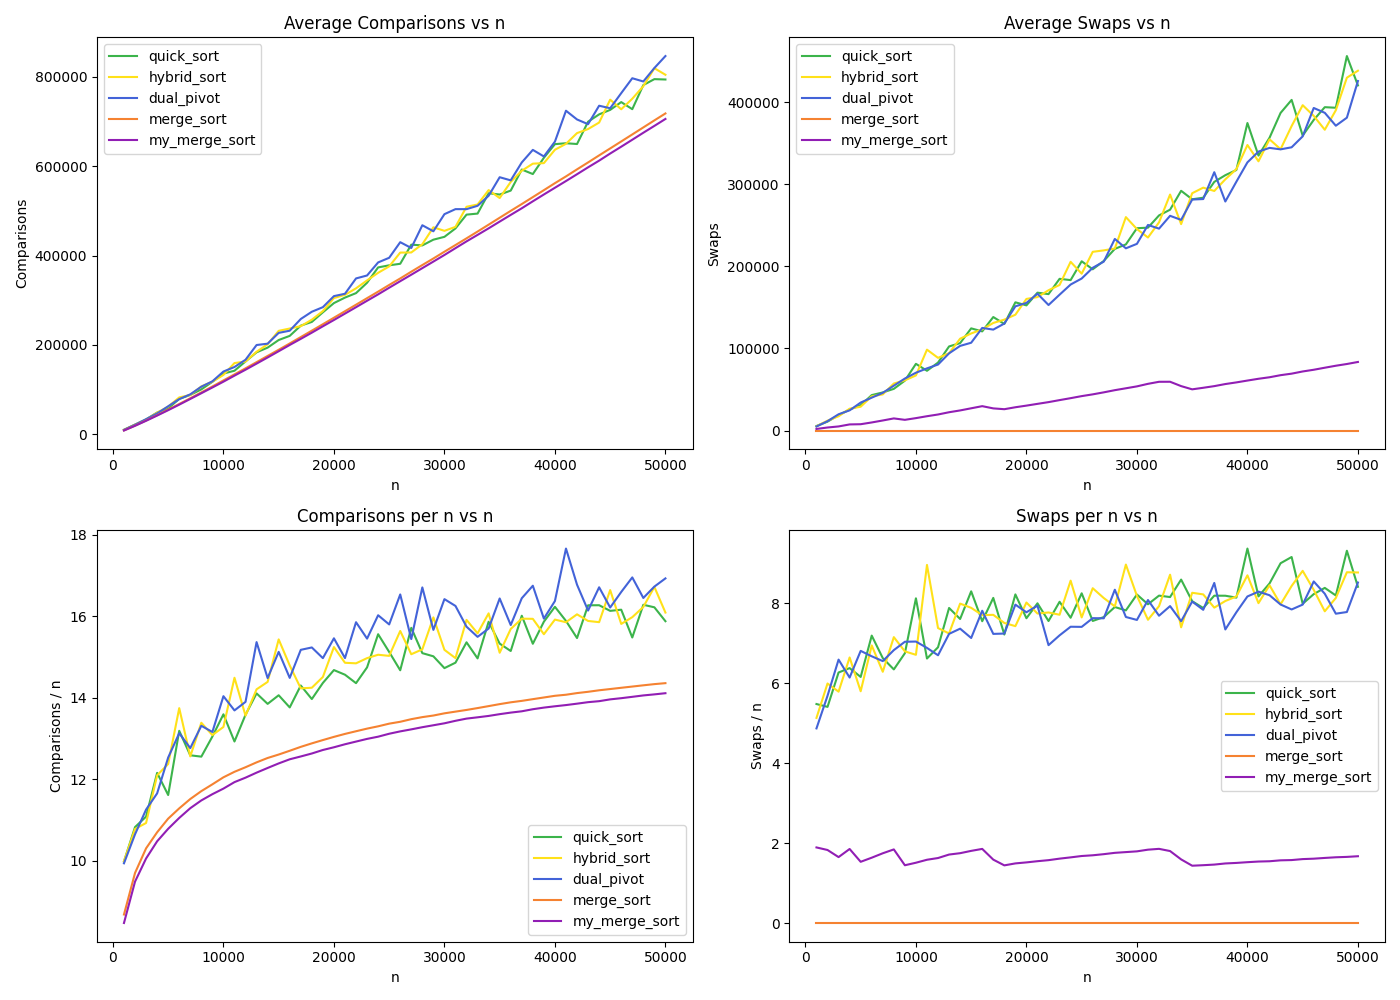 Average Comparisons vs n
quick_sort
hybrid_sort
dual_pivot
merge_sort
my_merge_sort
800000
600000
400000
200000
0
Comparisons
0 10000 20000 30000 40000 50000
n
Average Swaps vs n
quick_sort
hybrid_sort
dual_pivot
merge_sort
my_merge_sort
400000
300000
200000
100000
0
Swaps
0 10000 20000 30000 40000 50000
n
Comparisons per n vs n
18
16
14
12
10
Comparisons / n
quick_sort
hybrid_sort
dual_pivot
merge_sort
my_merge_sort
0 10000 20000 30000 40000 50000
n
Swaps per n vs n
8
6
4
2
0
Swaps / n
quick_sort
hybrid_sort
dual_pivot
merge_sort
my_merge_sort
0 10000 20000 30000 40000 50000
n